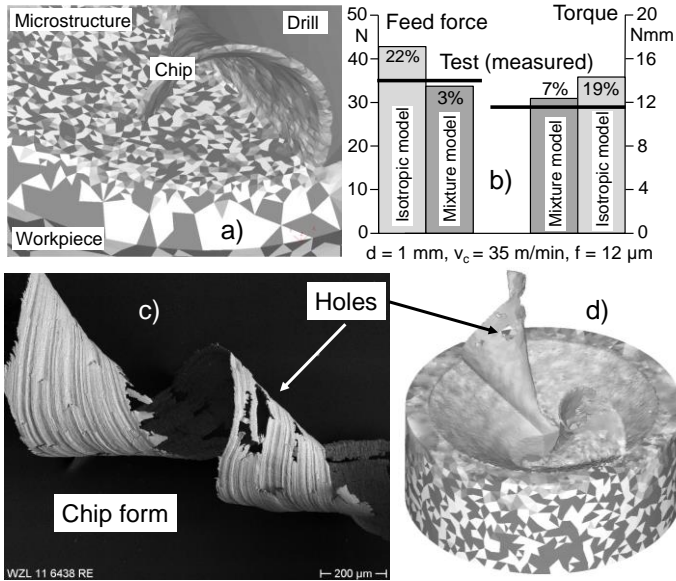 Microstructure
Drill
Chip
Workpiece
a)
50
N
40
30
20
10
0
Feed force
Torque
20
Nmm
16
12
8
4
0
Test (measured)
22%
3%
7%
19%
Isotropic model
Mixture model
Mixture model
Isotropic model
b)
d = 1 mm, vc = 35 m/min, f = 12 µm
c)
Holes
d)
Chip form
WZL 11 6438 RE
200 µm